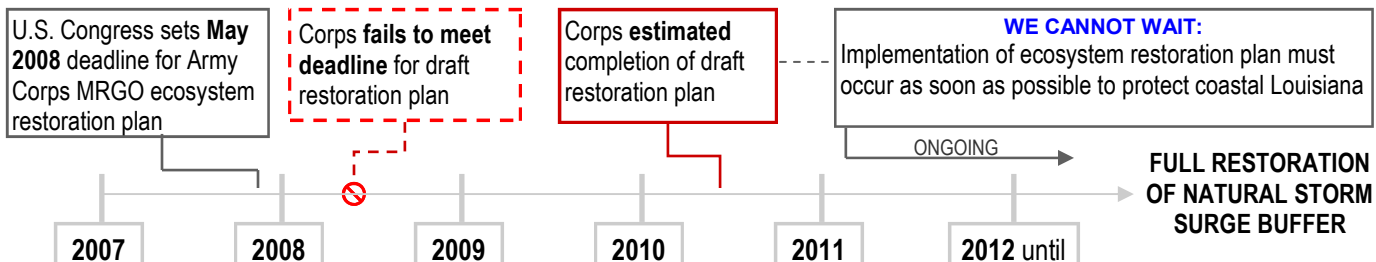 U.S. Congress sets May
2008 deadline for Army
Corps MRGO ecosystem
restoration plan
Corps fails to meet
deadline for draft
restoration plan
Corps estimated
completion of draft
restoration plan
WE CANNOT WAIT:
Implementation of ecosystem restoration plan must
occur as soon as possible to protect coastal Louisiana
ONGOING
FULL RESTORATION
OF NATURAL STORM
SURGE BUFFER
2007
2008
2009
2010
2011
2012 until